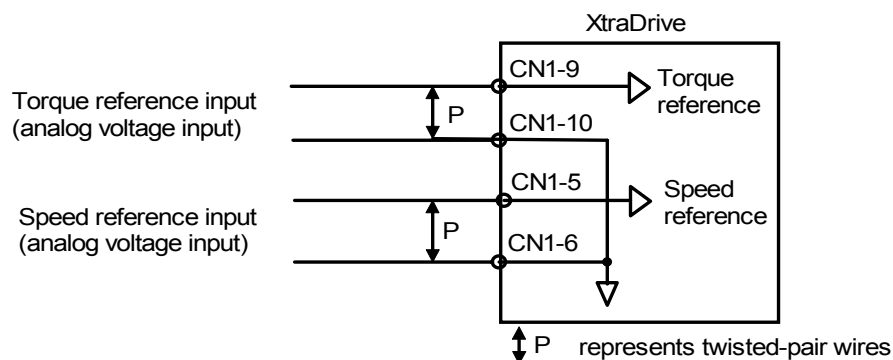 XtraDrive
CN1-9
Torque reference input
(analog voltage input)
P
Torque
reference
CN1-10
CN1-5
Speed reference input
(analog voltage input)
P
Speed
reference
CN1-6
P represents twisted-pair wires